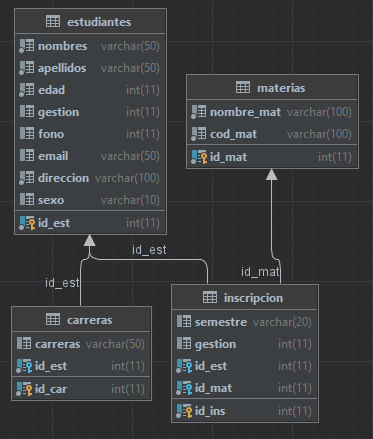 estudiantes
nombres varchar(50)
apellidos varchar(50)
edad int(11)
gestion int(11)
fono int(11)
email varchar(50)
direccion varchar(100)
sexo varchar(10)
id_est int(11)
materias
nombre_mat varchar(100)
cod_mat varchar(100)
id_mat int(11)
id_est
id_est
id_mat
carreras
carreras varchar(50)
id_est int(11)
id_car int(11)
inscripcion
semestre varchar(20)
gestion int(11)
id_est int(11)
id_mat int(11)
id_ins int(11)